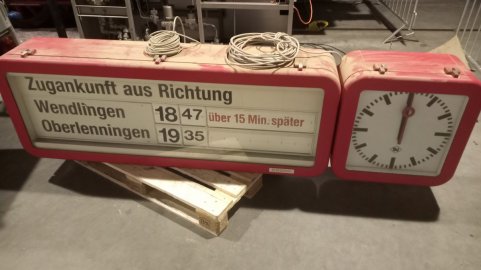 Zugankunft aus Richtung
Wendlingen 18 47 über 15 Min. später
Oberlenningen 19 35